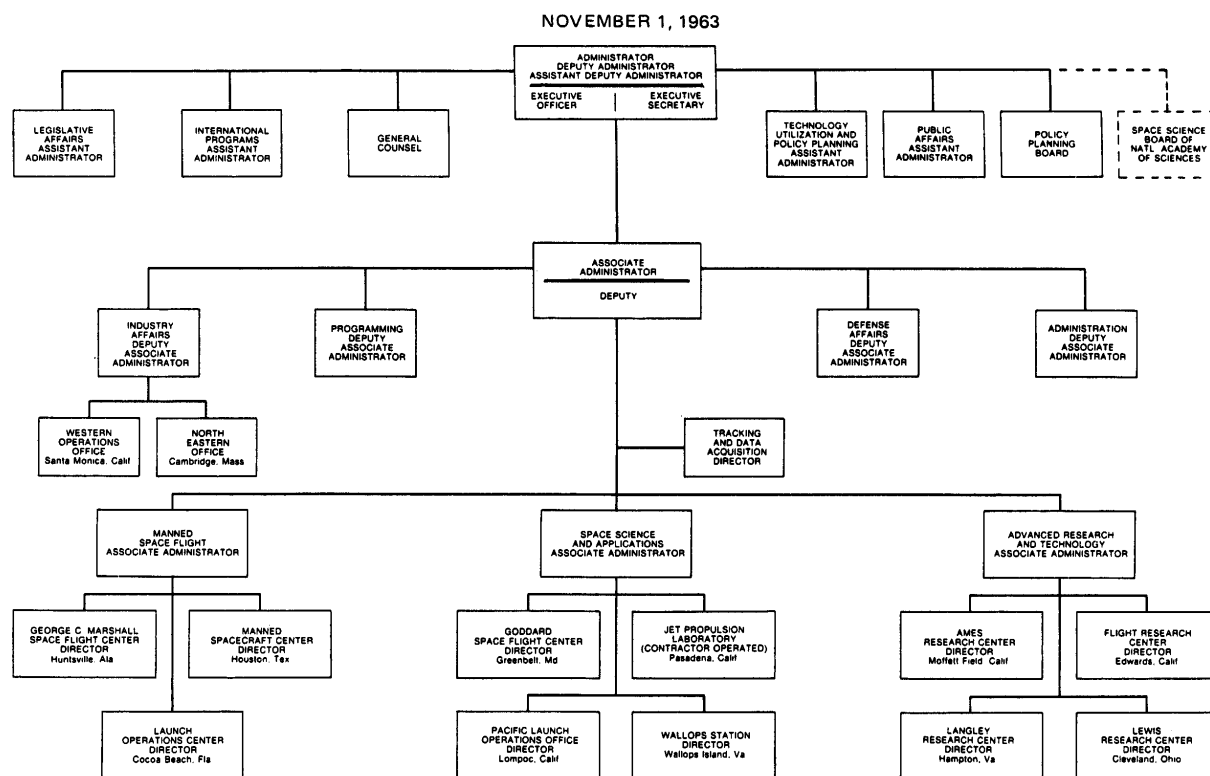 NOVEMBER 1, 1963
ADMINISTRATOR
DEPUTY ADMINISTRATOR
ASSISTANT DEPUTY ADMINISTRATOR
EXECUTIVE
OFFICER
EXECUTIVE
SECRETARY
LEGISLATIVE
AFFAIRS
ASSISTANT
ADMINISTRATOR
INTERNATIONAL
PROGRAMS
ASSISTANT
ADMINISTRATOR
GENERAL
COUNSEL
TECHNOLOGY
UTILIZATION AND
POLICY PLANNING
ASSISTANT
ADMINISTRATOR
PUBLIC
AFFAIRS
ASSISTANT
ADMINISTRATOR
POLICY
PLANNING
BOARD
SPACE SCIENCE
BOARD OF
NATL. ACADEMY
OF SCIENCES
ASSOCIATE
ADMINISTRATOR
DEPUTY
INDUSTRY
AFFAIRS
DEPUTY
ASSOCIATE
ADMINISTRATOR
PROGRAMMING
DEPUTY
ASSOCIATE
ADMINISTRATOR
DEFENSE
AFFAIRS
DEPUTY
ASSOCIATE
ADMINISTRATOR
ADMINISTRATION
DEPUTY
ASSOCIATE
ADMINISTRATOR
WESTERN
OPERATIONS
OFFICE
Santa Monica, Calif
NORTH
EASTERN
OFFICE
Cambridge, Mass
TRACKING
AND DATA
ACQUISITION
DIRECTOR
MANNED
SPACE FLIGHT
ASSOCIATE ADMINISTRATOR
SPACE SCIENCE
AND APPLICATIONS
ASSOCIATE ADMINISTRATOR
ADVANCED RESEARCH
AND TECHNOLOGY
ASSOCIATE ADMINISTRATOR
GEORGE C. MARSHALL
SPACE FLIGHT CENTER
DIRECTOR
Huntsville, Ala
MANNED
SPACECRAFT CENTER
DIRECTOR
Houston, Tex
GODDARD
SPACE FLIGHT CENTER
DIRECTOR
Greenbelt, Md
JET PROPULSION
LABORATORY
(CONTRACTOR OPERATED)
Pasadena, Calif
AMES
RESEARCH CENTER
DIRECTOR
Moffett Field, Calif
FLIGHT RESEARCH
CENTER
DIRECTOR
Edwards, Calif
LAUNCH
OPERATIONS CENTER
DIRECTOR
Cocoa Beach, Fla
PACIFIC LAUNCH
OPERATIONS OFFICE
DIRECTOR
Lompoc, Calif
WALLOPS STATION
DIRECTOR
Wallops Island, Va
LANGLEY
RESEARCH CENTER
DIRECTOR
Hampton, Va
LEWIS
RESEARCH CENTER
DIRECTOR
Cleveland, Ohio